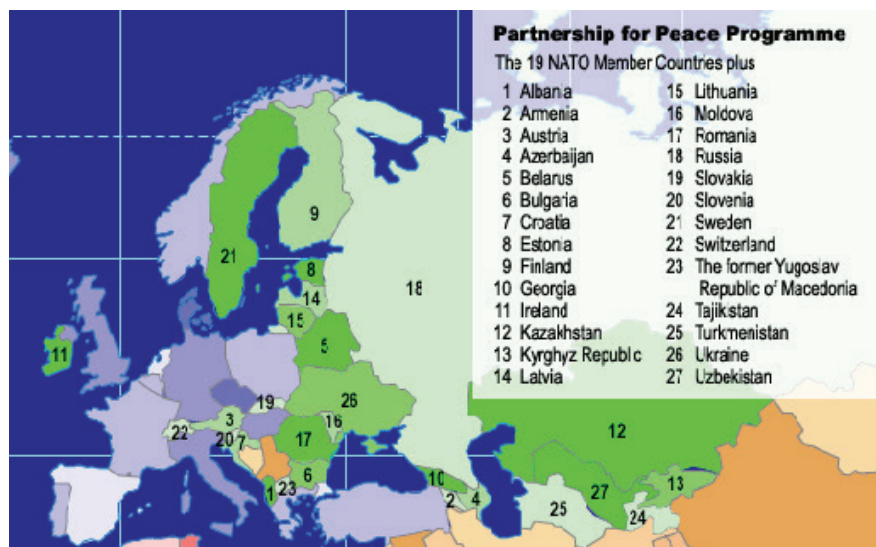 Partnership for Peace Programme
The 19 NATO Member Countries plus
1 Albania
2 Armenia
3 Austria
4 Azerbaijan
5 Belarus
6 Bulgaria
7 Croatia
8 Estonia
9 Finland
10 Georgia
11 Ireland
12 Kazakhstan
13 Kyrghyz Republic
14 Latvia
15 Lithuania
16 Moldova
17 Romania
18 Russia
19 Slovakia
20 Slovenia
21 Sweden
22 Switzerland
23 The former Yugoslav
Republic of Macedonia
24 Tajikistan
25 Turkmenistan
26 Ukraine
27 Uzbekistan
9
21
8
18
14
15
11
5
19
26
3
16
22
20
7
17
12
6
10
13
1
23
2
4
27
25
24